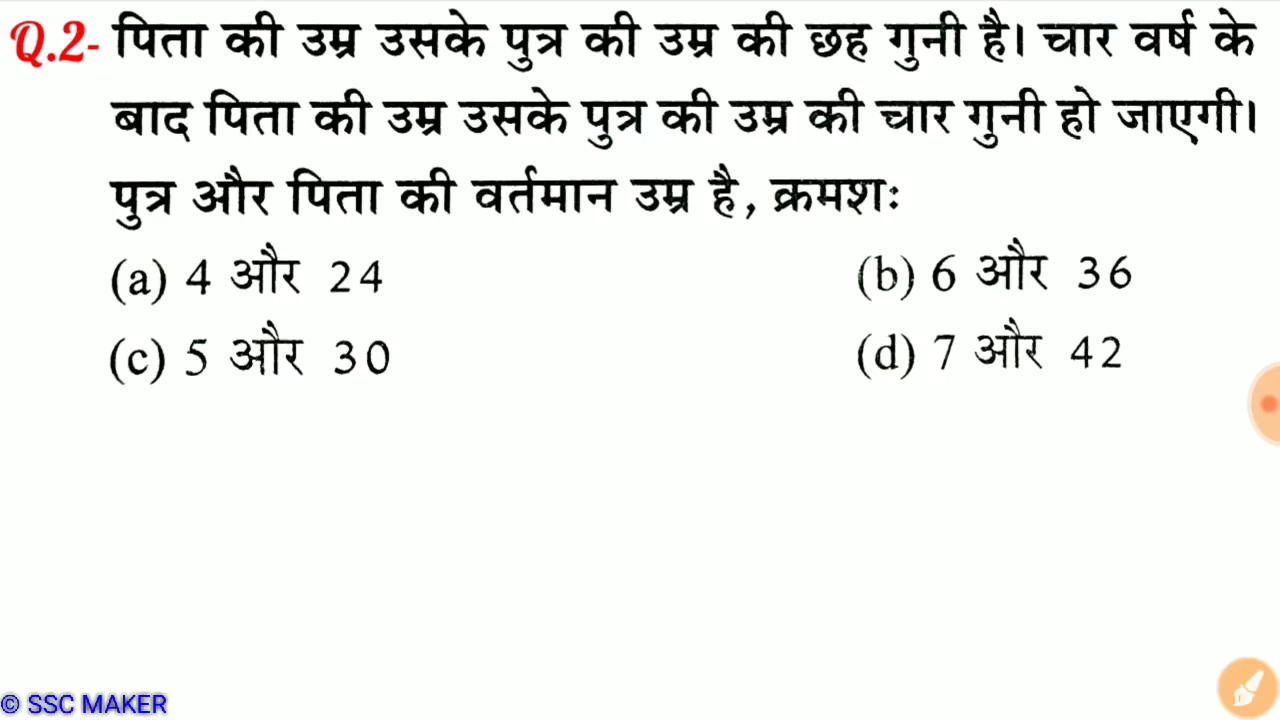 Q.2- पिता की उम्र उसके पुत्र की उम्र की छह गुनी है। चार वर्ष के
बाद पिता की उम्र उसके पुत्र की उम्र की चार गुनी हो जाएगी।
पुत्र और पिता की वर्तमान उम्र है, क्रमशः
(a) 4 और 24 (b) 6 और 36
(c) 5 और 30 (d) 7 और 42
© SSC MAKER